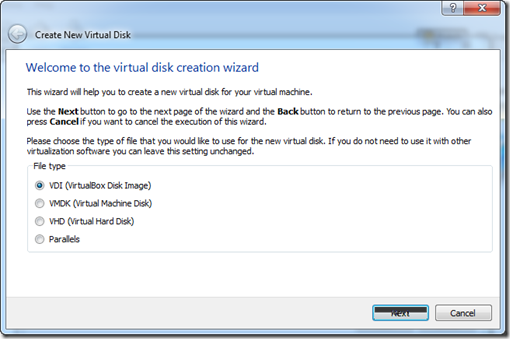 Create New Virtual Disk
Welcome to the virtual disk creation wizard
This wizard will help you to create a new virtual disk for your virtual machine.
Use the Next button to go to the next page of the wizard and the Back button to return to the previous page. You can also
press Cancel if you want to cancel the execution of this wizard.
Please choose the type of file that you would like to use for the new virtual disk. If you do not need to use it with other
virtualization software you can leave this setting unchanged.
File type
VDI (VirtualBox Disk Image)
VMDK (Virtual Machine Disk)
VHD (Virtual Hard Disk)
Parallels
Cancel